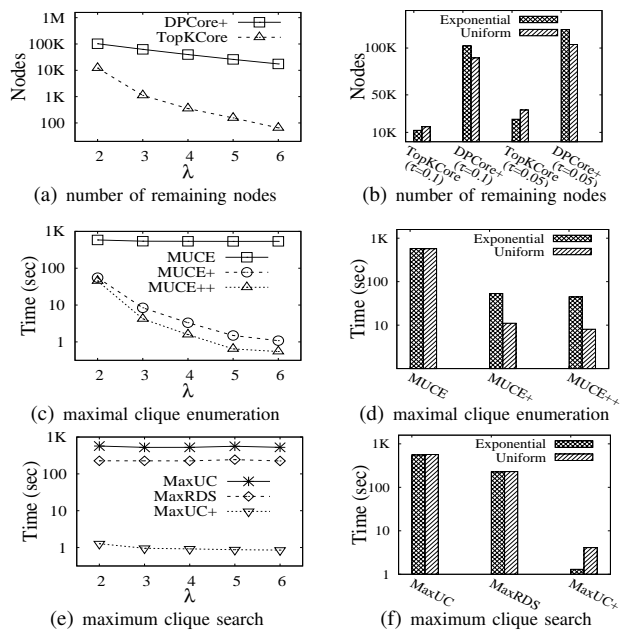 1M
100K
10K
1K
100
Nodes
DPCore+
TopKCore
2 3 4 5 6
λ
(a) number of remaining nodes
100K
50K
10K
Nodes
Exponential
Uniform
TopKCore (τ=0.1)
DPCore+ (τ=0.1)
TopKCore (τ=0.05)
DPCore+ (τ=0.05)
(b) number of remaining nodes
1K
100
10
1
Time (sec)
MUCE
MUCE+
MUCE++
2 3 4 5 6
λ
(c) maximal clique enumeration
1K
100
10
Time (sec)
Exponential
Uniform
MUCE
MUCE+
MUCE++
(d) maximal clique enumeration
1K
100
10
1
Time (sec)
MaxUC
MaxRDS
MaxUC+
2 3 4 5 6
λ
(e) maximum clique search
1K
100
10
1
Time (sec)
Exponential
Uniform
MaxUC
MaxRDS
MaxUC+
(f) maximum clique search